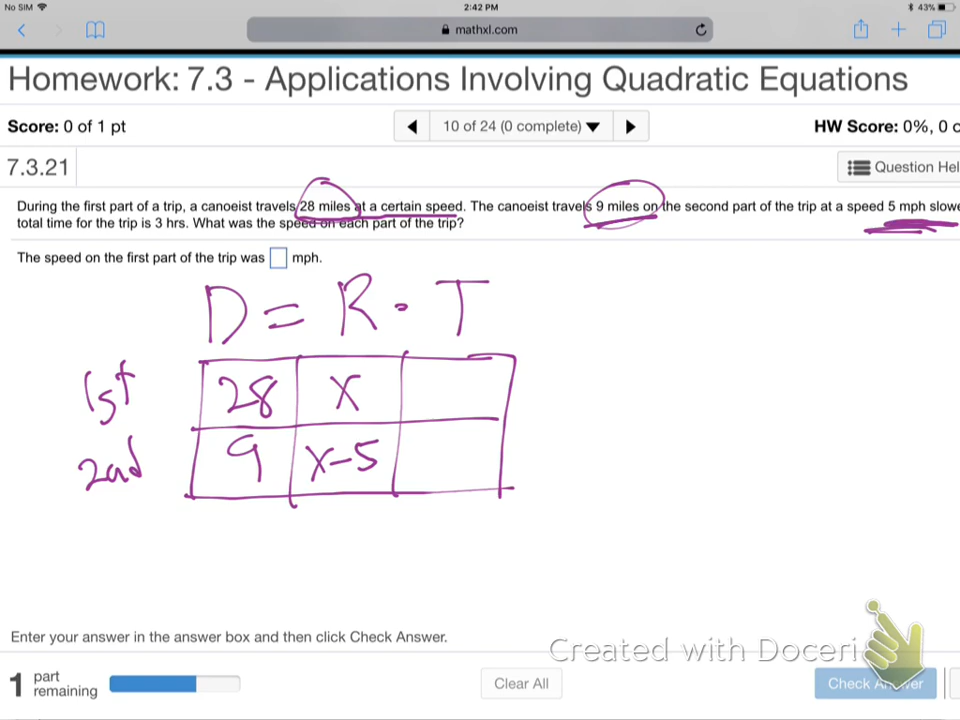 No SIM 2:42 PM 43%
mathxl.com
Homework: 7.3 - Applications Involving Quadratic Equations
Score: 0 of 1 pt 10 of 24 (0 complete) HW Score: 0%, 0 o
7.3.21 Question Hel
During the first part of a trip, a canoeist travels 28 miles at a certain speed. The canoeist travels 9 miles on the second part of the trip at a speed 5 mph slowe
total time for the trip is 3 hrs. What was the speed on each part of the trip?
The speed on the first part of the trip was mph.
D = R · T
1st 28 x
2nd 9 x-5
Enter your answer in the answer box and then click Check Answer.
Created with Doceri
1 part remaining Clear All Check Answer